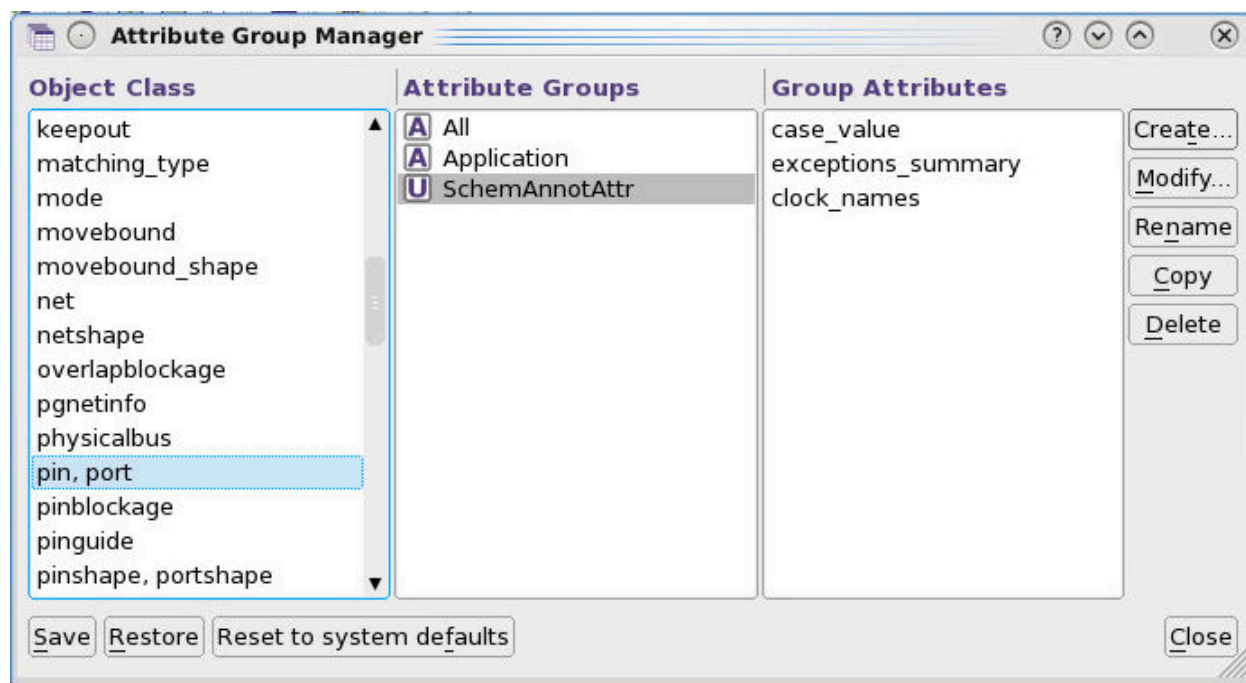 Attribute Group Manager
Object Class
keepout
matching_type
mode
movebound
movebound_shape
net
netshape
overlapblockage
pgnetinfo
physicalbus
pin, port
pinblockage
pinguide
pinshape, portshape
Attribute Groups
A All
A Application
U SchemAnnotAttr
Group Attributes
case_value
exceptions_summary
clock_names
Create...
Modify...
Rename
Copy
Delete
Save Restore Reset to system defaults Close